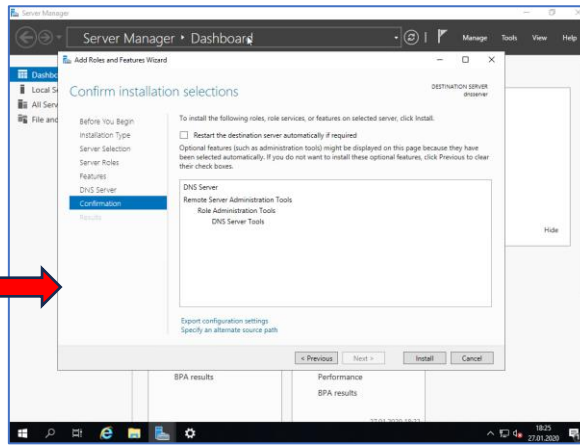 Server Manager
Server Manager • Dashboard
Manage Tools View Help
Add Roles and Features Wizard
Dashbo
Local S
All Serv
File and
Confirm installation selections
DESTINATION SERVER
dnsserver
Before You Begin
Installation Type
Server Selection
Server Roles
Features
DNS Server
Confirmation
Results
To install the following roles, role services, or features on selected server, click Install.
Restart the destination server automatically if required
Optional features (such as administration tools) might be displayed on this page because they have
been selected automatically. If you do not want to install these optional features, click Previous to clear
their check boxes.
DNS Server
Remote Server Administration Tools
Role Administration Tools
DNS Server Tools
Export configuration settings
Specify an alternate source path
< Previous Next > Install Cancel
Hide
BPA results
Performance
BPA results
27.01.2020 18:22
18:25
27.01.2020